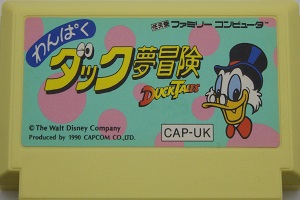 任天堂 ファミリー コンピュータ
わんぱく
ダック夢冒険
DUCKTALES
© The Walt Disney Company
Produced by 1990 CAPCOM CO.,LTD.
CAP-UK